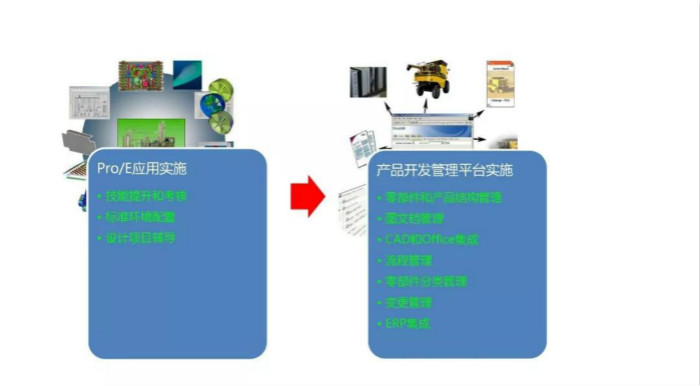 Pro/E应用实施
• 技能提升和考核
• 标准环境配置
• 设计项目辅导
产品开发管理平台实施
• 零部件和产品结构管理
• 图文档管理
• CAD和Office集成
• 流程管理
• 零部件分类管理
• 变更管理
• ERP集成